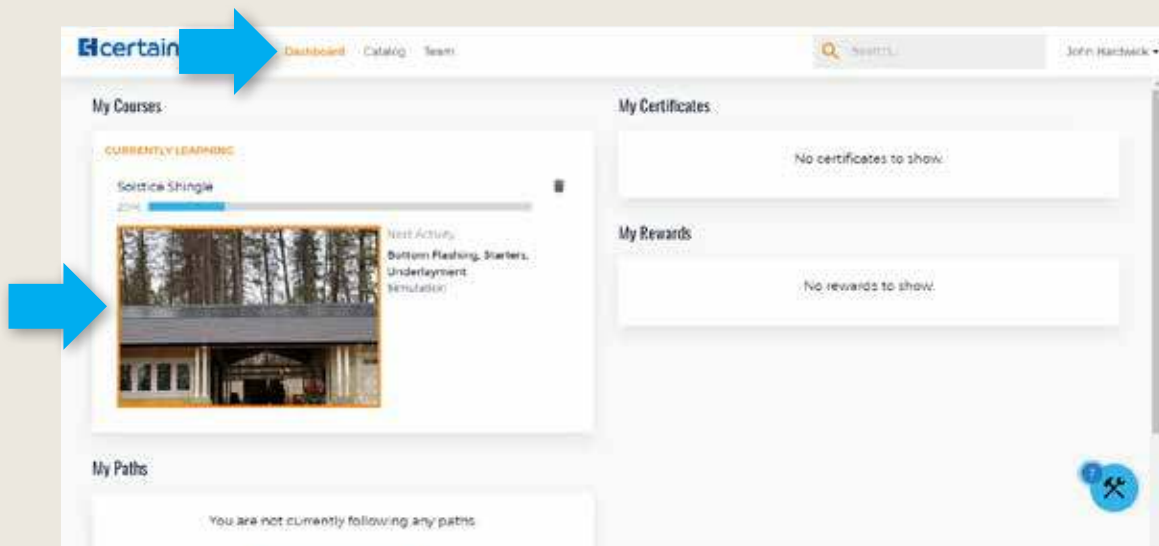 certain
Dashboard Catalog Team
Search...
John Hardwick
My Courses
CURRENTLY LEARNING
Solstice Shingle
Next Activity
Bottom Flashing, Starters,
Underlayment
Simulation
My Paths
You are not currently following any paths
My Certificates
No certificates to show.
My Rewards
No rewards to show.
7